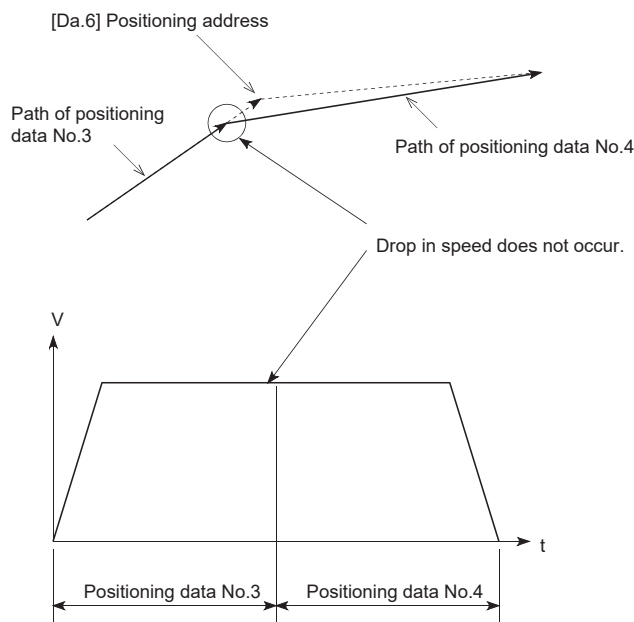 [Da.6] Positioning address
Path of positioning
data No.3
Path of positioning data No.4
Drop in speed does not occur.
V
t
Positioning data No.3
Positioning data No.4